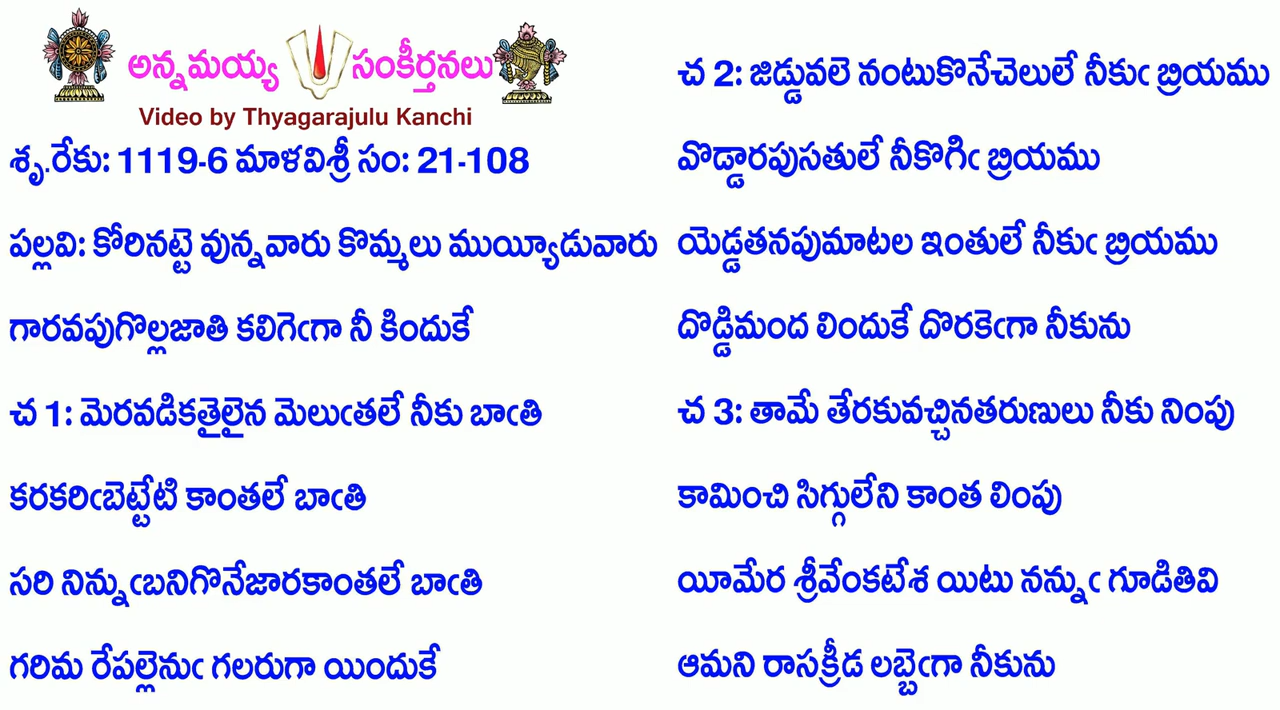 అన్నమయ్య సంకీర్తనలు
Video by Thyagarajulu Kanchi
శృ.రేకు: 1119-6 మాళవిశ్రీ సం: 21-108
పల్లవి: కోరినట్టె వున్నవారు కొమ్మలు ముయ్యీడువారు
గారవపుగొల్లజాతి కలిగెఁగా నీ కిందుకే
చ 1: మెరవడికతైలైన మెలుఁతలే నీకు బాఁతి
కరకరిఁబెట్టేటి కాంతలే బాఁతి
సరి నిన్నుఁబనిగొనేజారకాంతలే బాఁతి
గరిమ రేపల్లెనుఁ గలరుగా యిందుకే
చ 2: జిడ్డువలె నంటుకొనేచెలులే నీకుఁ బ్రియము
వొడ్డారపుసతులే నీకొగిఁ బ్రియము
యెడ్డతనపుమాటల ఇంతులే నీకుఁ బ్రియము
దొడ్డిమంద లిందుకే దొరకెఁగా నీకును
చ 3: తామే తేరకువచ్చినతరుణులు నీకు నింపు
కామించి సిగ్గులేని కాంత లింపు
యీమేర శ్రీవేంకటేశ యిటు నన్నుఁ గూడితివి
ఆమని రాసక్రీడ లబ్బెఁగా నీకును